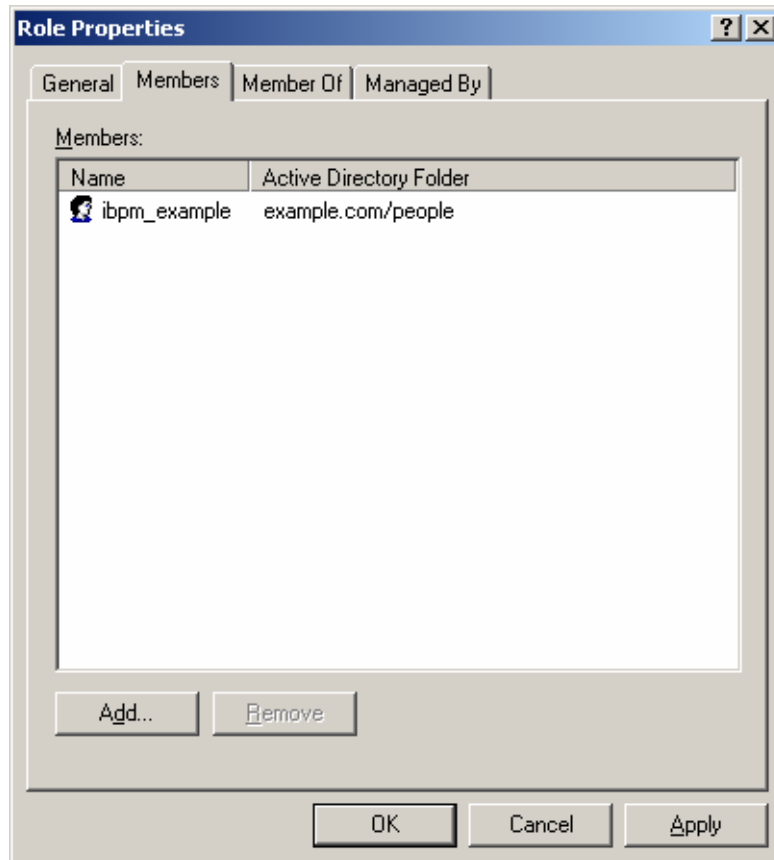 Role Properties
General Members Member Of Managed By
Members:
Name Active Directory Folder
ibpm_example example.com/people
Add... Remove
OK Cancel Apply